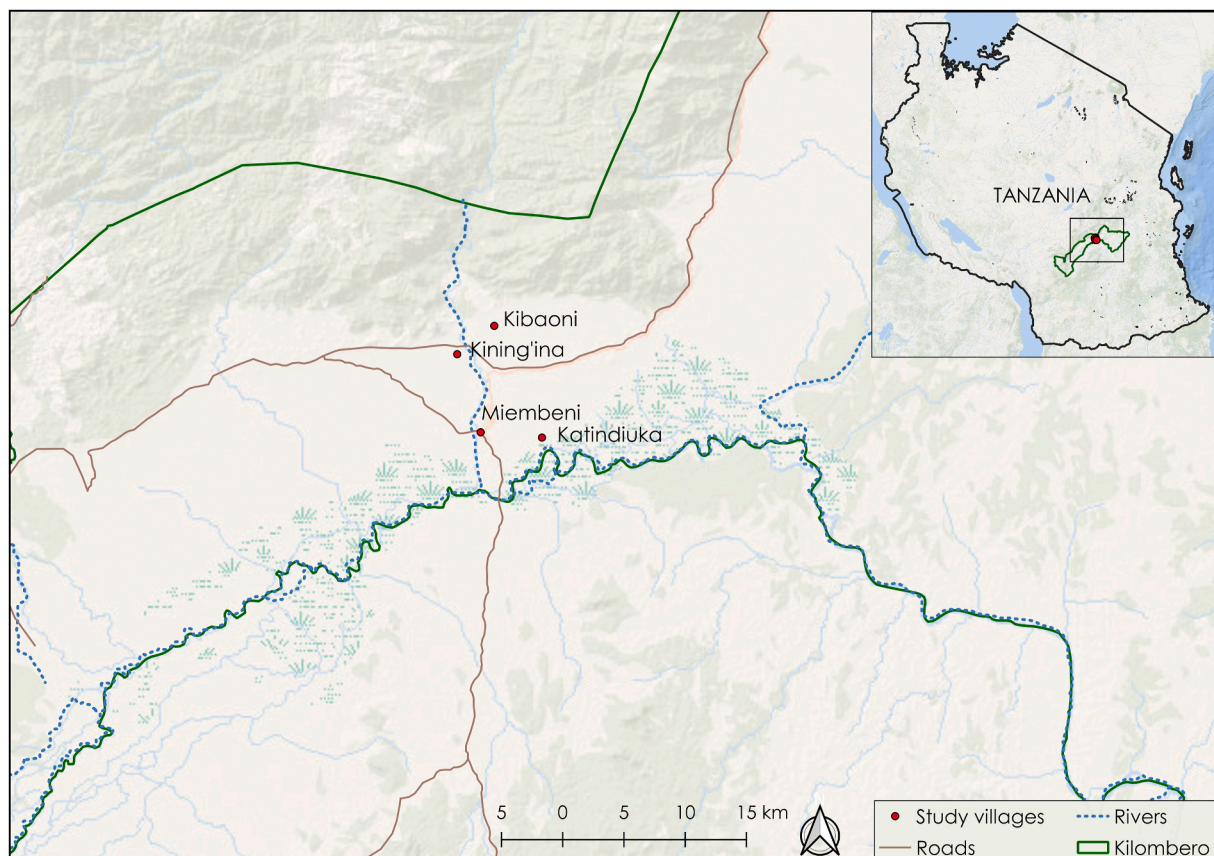 TANZANIA
Kibaoni
Kining'ina
Miembeni
Katindiuka
5 0 5 10 15 km
Study villages
Rivers
Roads
Kilombero